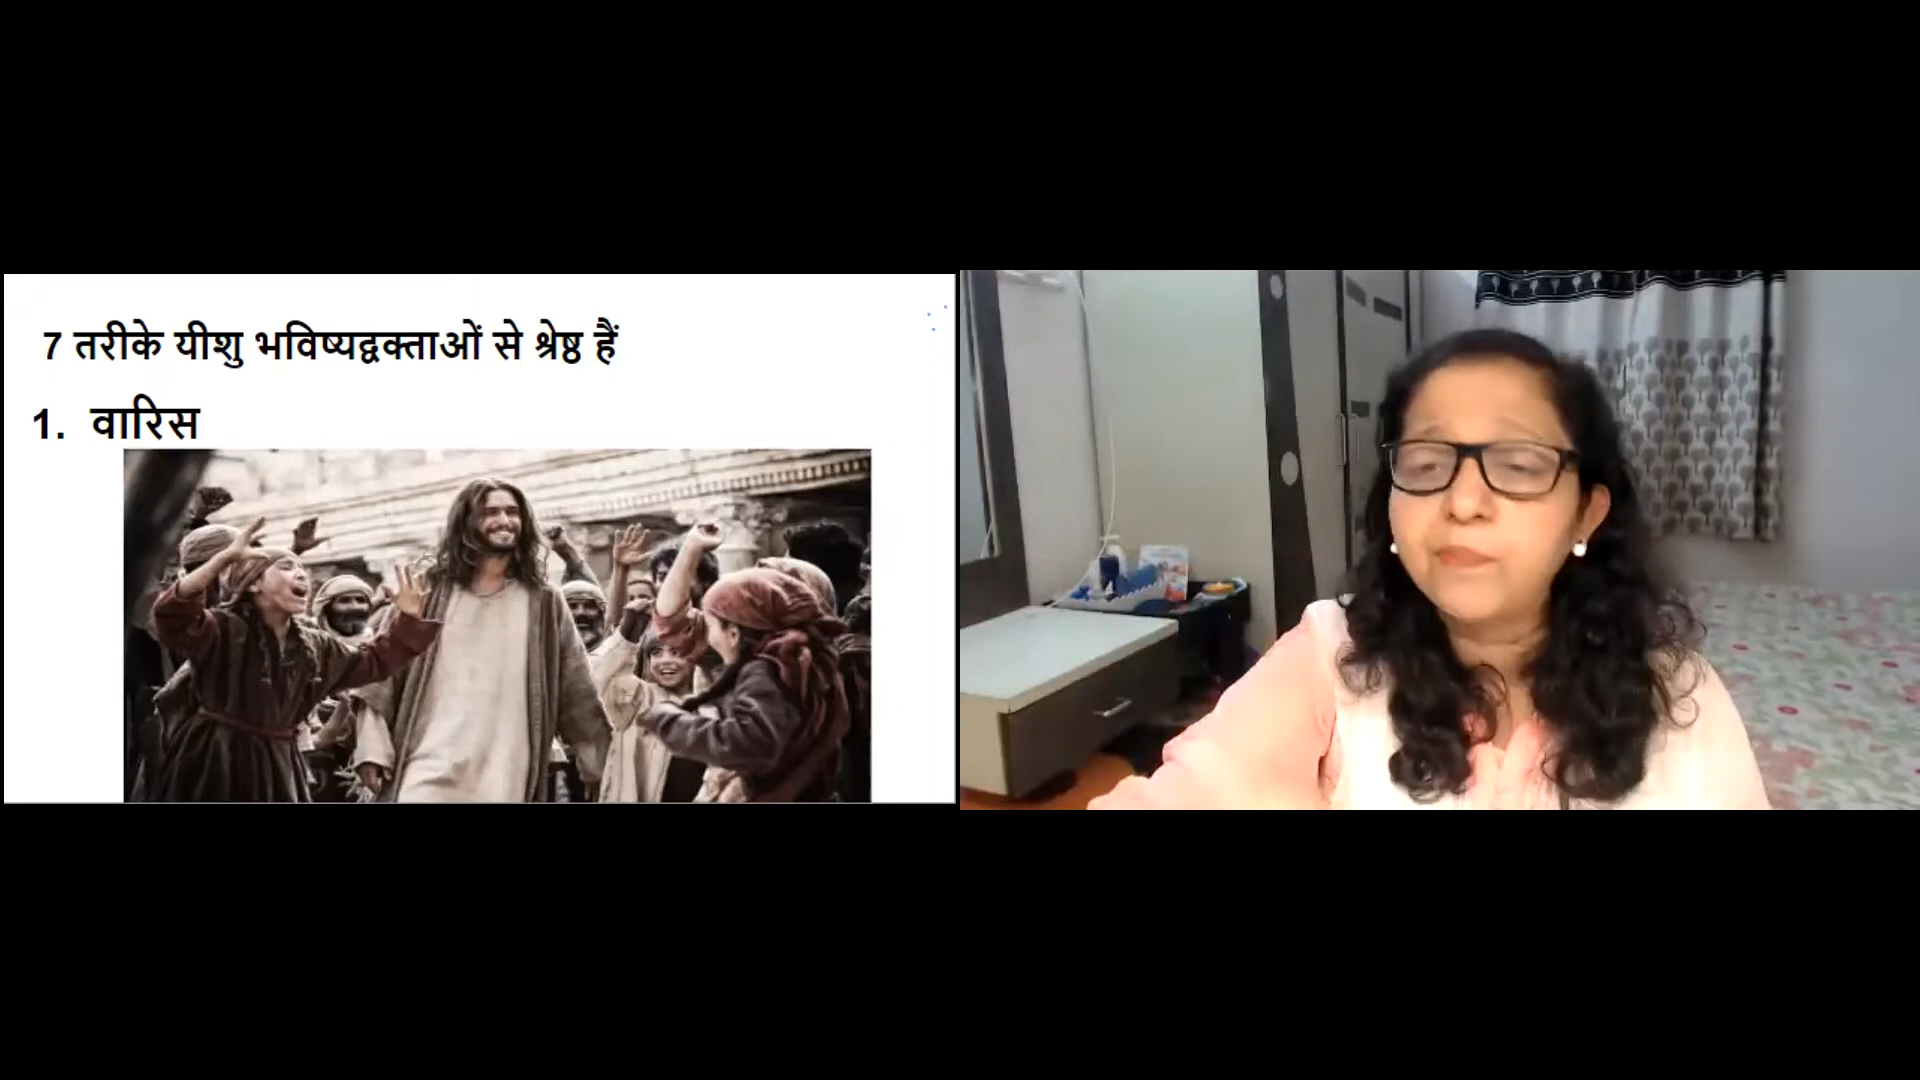 7 तरीके यीशु भविष्यद्वक्ताओं से श्रेष्ठ हैं
1. वारिस